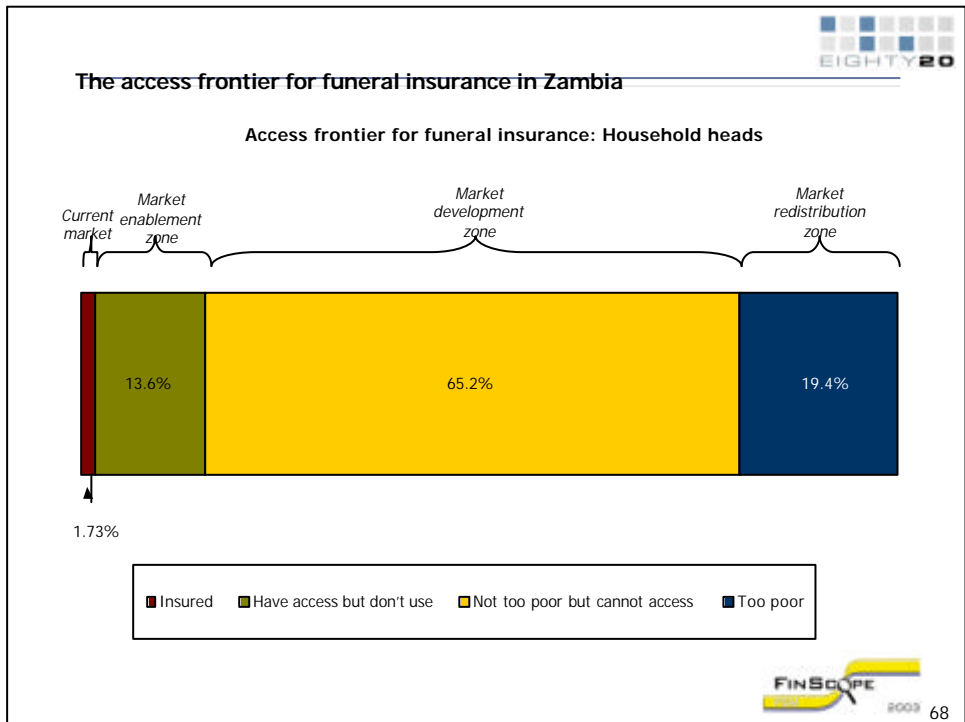 EIGHTY20
The access frontier for funeral insurance in Zambia
Access frontier for funeral insurance: Household heads
Current
market
Market
enablement
zone
Market
development
zone
Market
redistribution
zone
13.6%
65.2%
19.4%
1.73%
Insured
Have access but don't use
Not too poor but cannot access
Too poor
FINSCOPE
2003
68